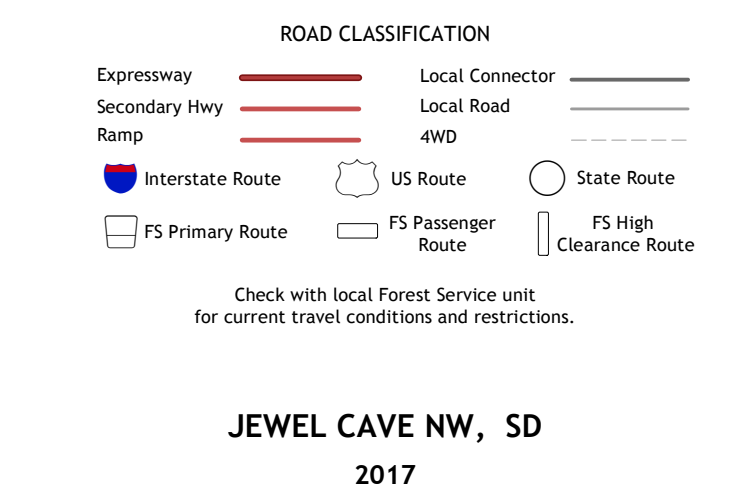 ROAD CLASSIFICATION
Expressway
Local Connector
Secondary Hwy
Local Road
Ramp
4WD
Interstate Route
US Route
State Route
FS Primary Route
FS Passenger
Route
FS High
Clearance Route
Check with local Forest Service unit
for current travel conditions and restrictions.
JEWEL CAVE NW, SD
2017